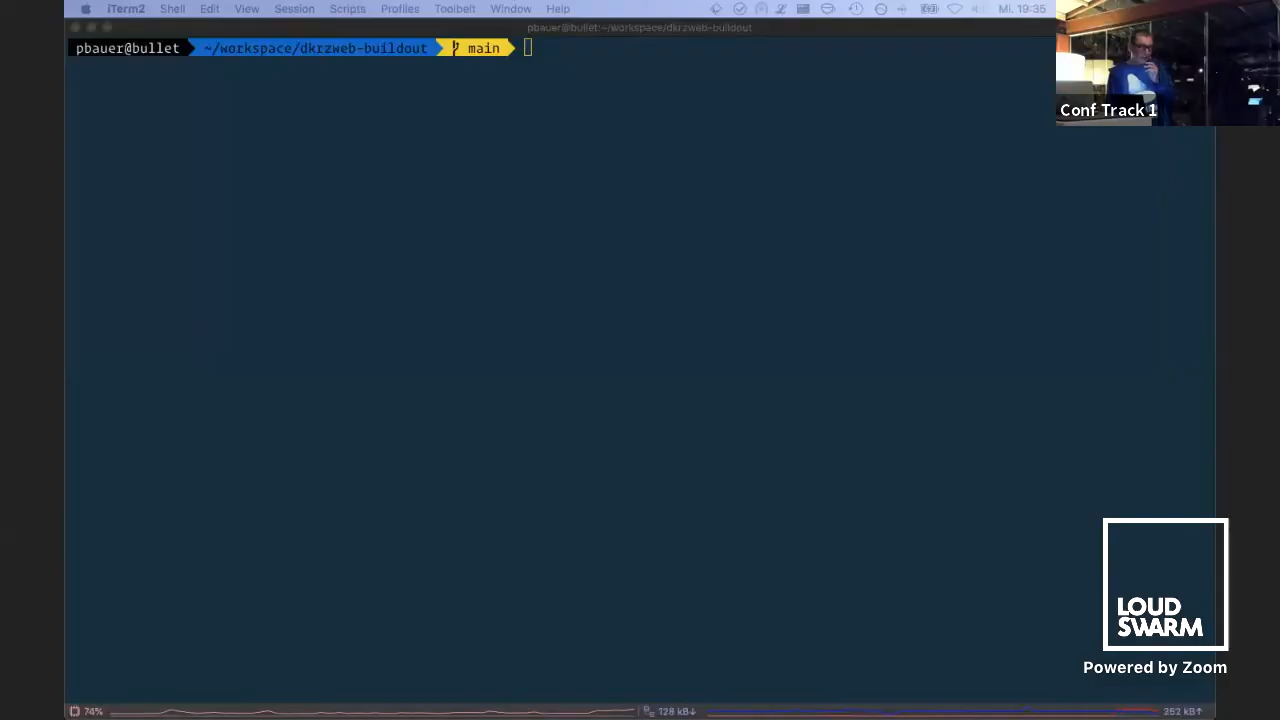 iTerm2 Shell Edit View Session Scripts Profiles Toolbelt Window Help Mi. 19:35
pbauer@bullet:~/workspace/dkrzweb-buildout
pbauer@bullet ~/workspace/dkrzweb-buildout main
Conf Track 1
LOUD
SWARM
Powered by Zoom
74% 128 kB↓ 252 kB↑